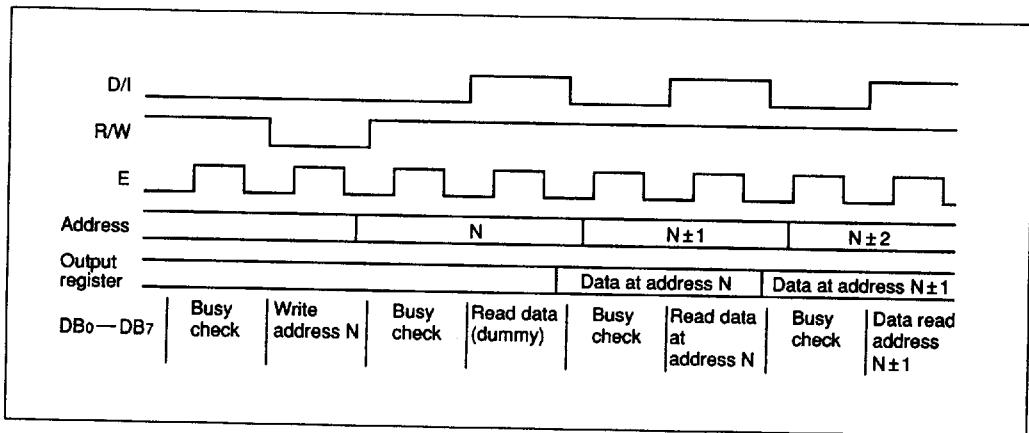 D/I
R/W
E
Address
N
N±1
N±2
Output
register
Data at address N
Data at address N±1
DB0—DB7
Busy
check
Write
address N
Busy
check
Read data
(dummy)
Busy
check
Read data
at
address N
Busy
check
Data read
address
N±1